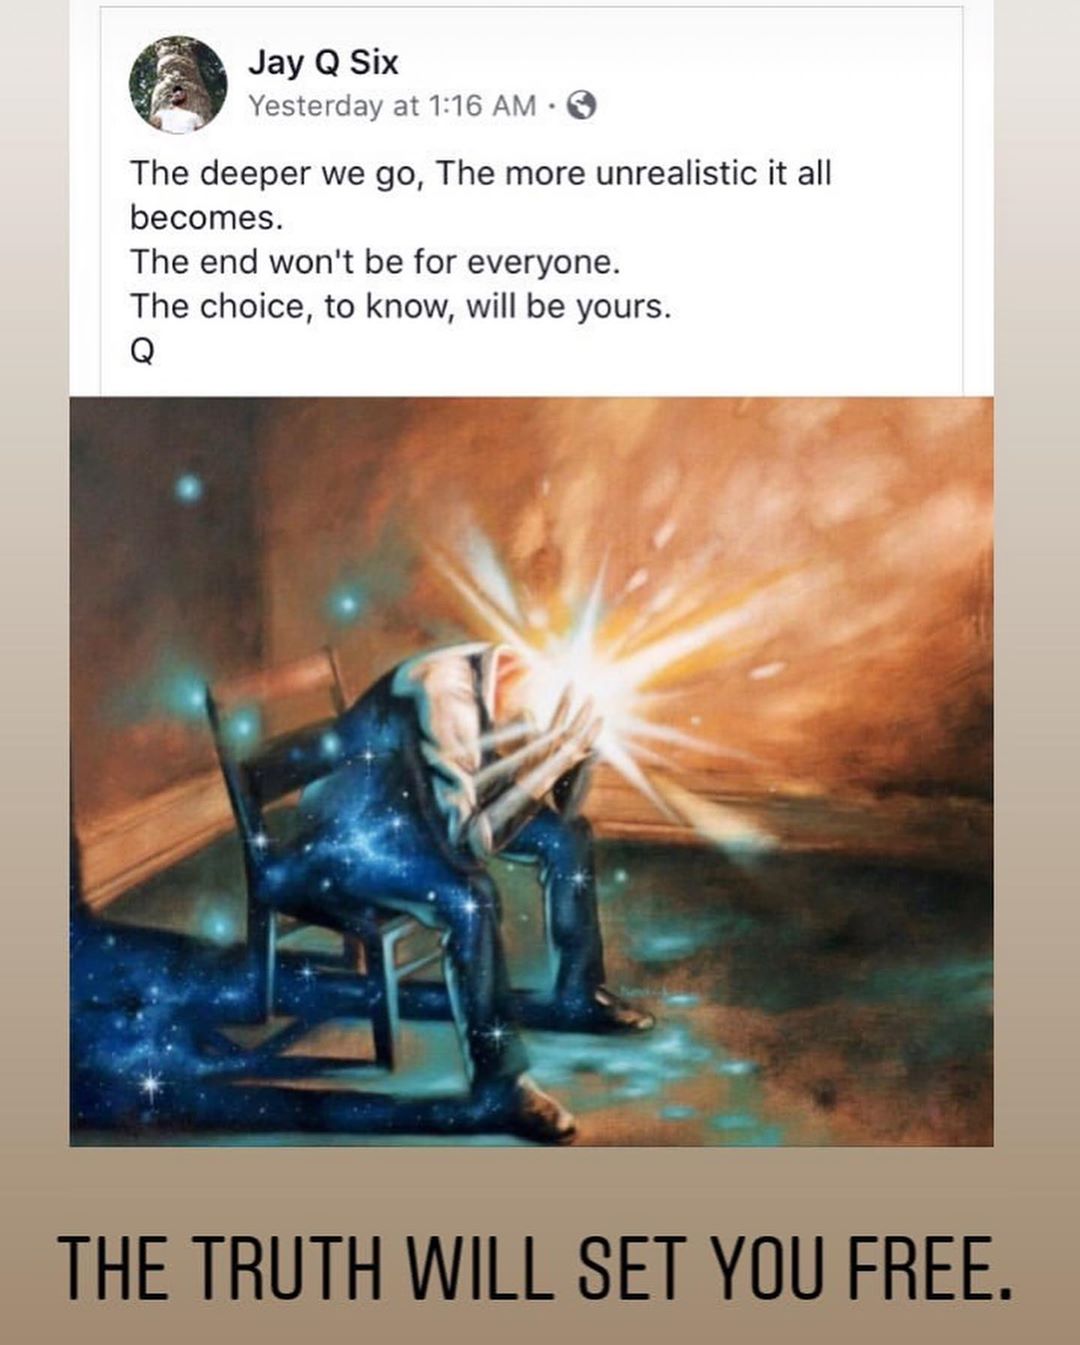 Jay Q Six
Yesterday at 1:16 AM ·
The deeper we go, The more unrealistic it all
becomes.
The end won't be for everyone.
The choice, to know, will be yours.
Q
THE TRUTH WILL SET YOU FREE.